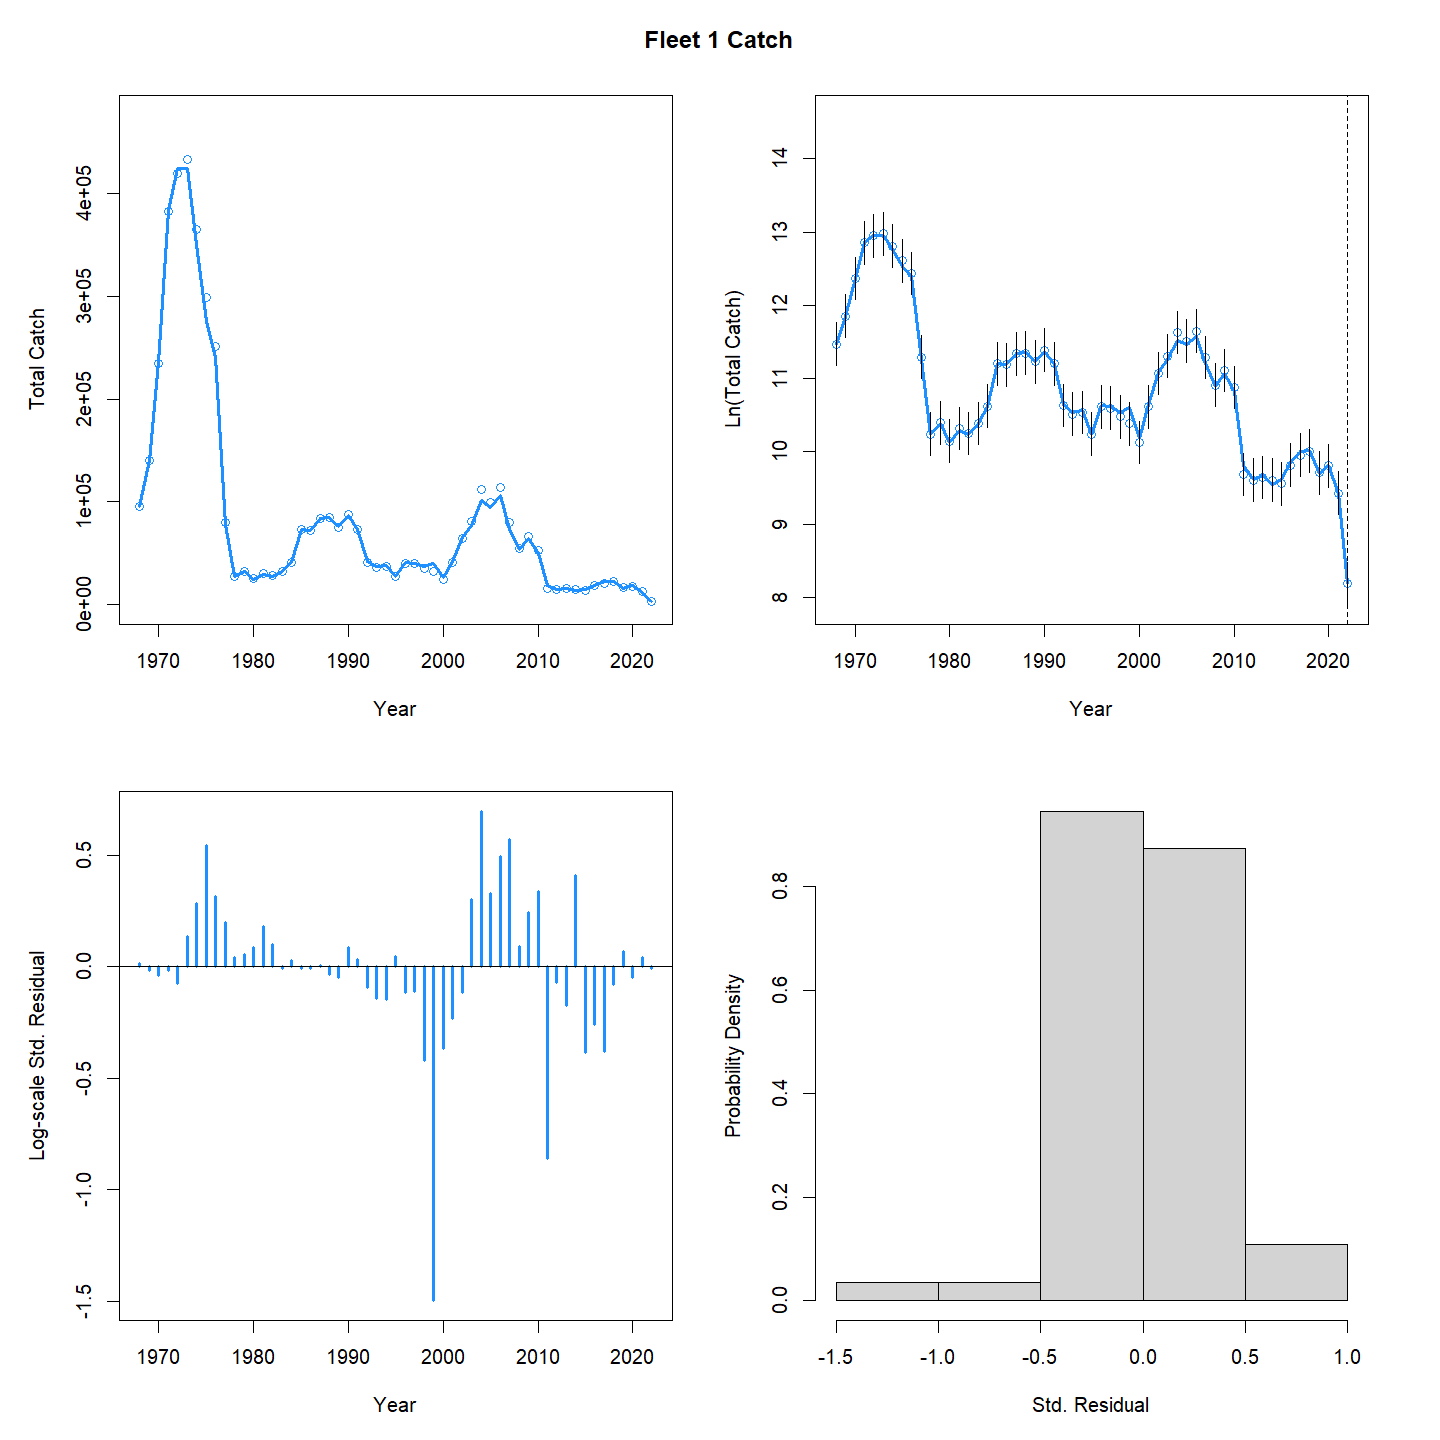 Fleet 1 Catch
Total Catch
0e+00 1e+05 2e+05 3e+05 4e+05
1970 1980 1990 2000 2010 2020
Year
Ln(Total Catch)
8 9 10 11 12 13 14
1970 1980 1990 2000 2010 2020
Year
Log-scale Std. Residual
-1.5 -1.0 -0.5 0.0 0.5
1970 1980 1990 2000 2010 2020
Year
Probability Density
0.0 0.2 0.4 0.6 0.8
-1.5 -1.0 -0.5 0.0 0.5 1.0
Std. Residual